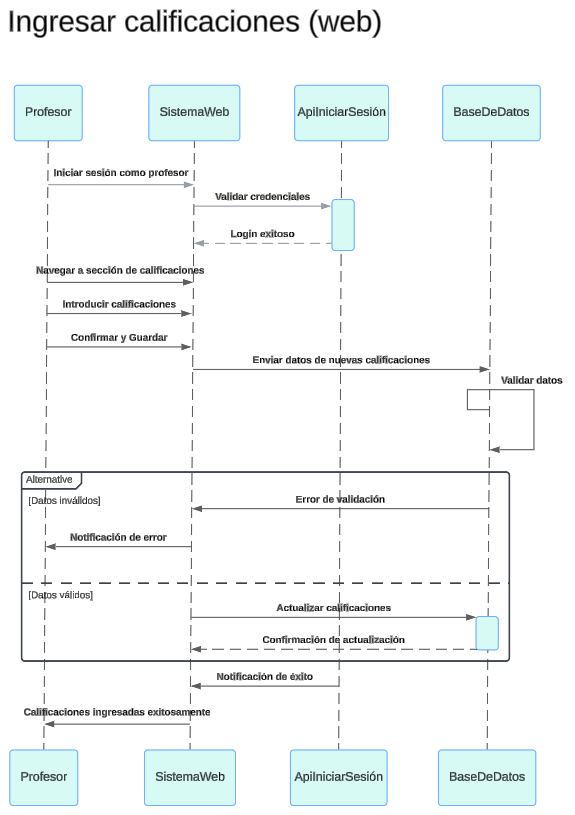 Ingresar calificaciones (web)
Profesor
SistemaWeb
ApiIniciarSesión
BaseDeDatos
Iniciar sesión como profesor
Validar credenciales
Login exitoso
Navegar a sección de calificaciones
Introducir calificaciones
Confirmar y Guardar
Enviar datos de nuevas calificaciones
Validar datos
Alternative
[Datos inválidos]
Error de validación
Notificación de error
[Datos válidos]
Actualizar calificaciones
Confirmación de actualización
Notificación de éxito
Calificaciones ingresadas exitosamente
Profesor
SistemaWeb
ApiIniciarSesión
BaseDeDatos